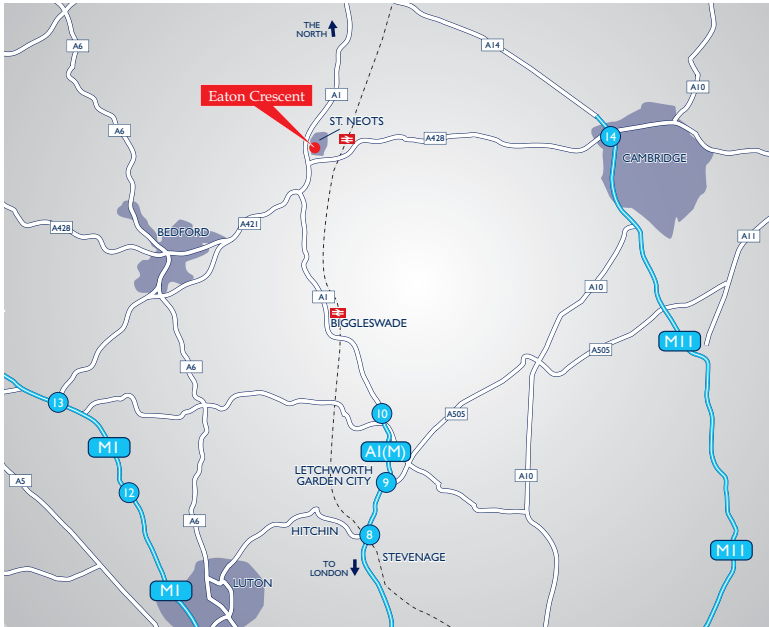 THE
NORTH
A6
A14
A10
A1
Eaton Crescent
ST. NEOTS
A6
A428
14
CAMBRIDGE
A428
BEDFORD
A421
A11
A10
A1
BIGGLESWADE
M11
A505
A6
13
10
A505
M1
A1(M)
LETCHWORTH
GARDEN CITY
9
A10
A5
12
A6
HITCHIN
8
STEVENAGE
M11
TO
LONDON
M1
LUTON